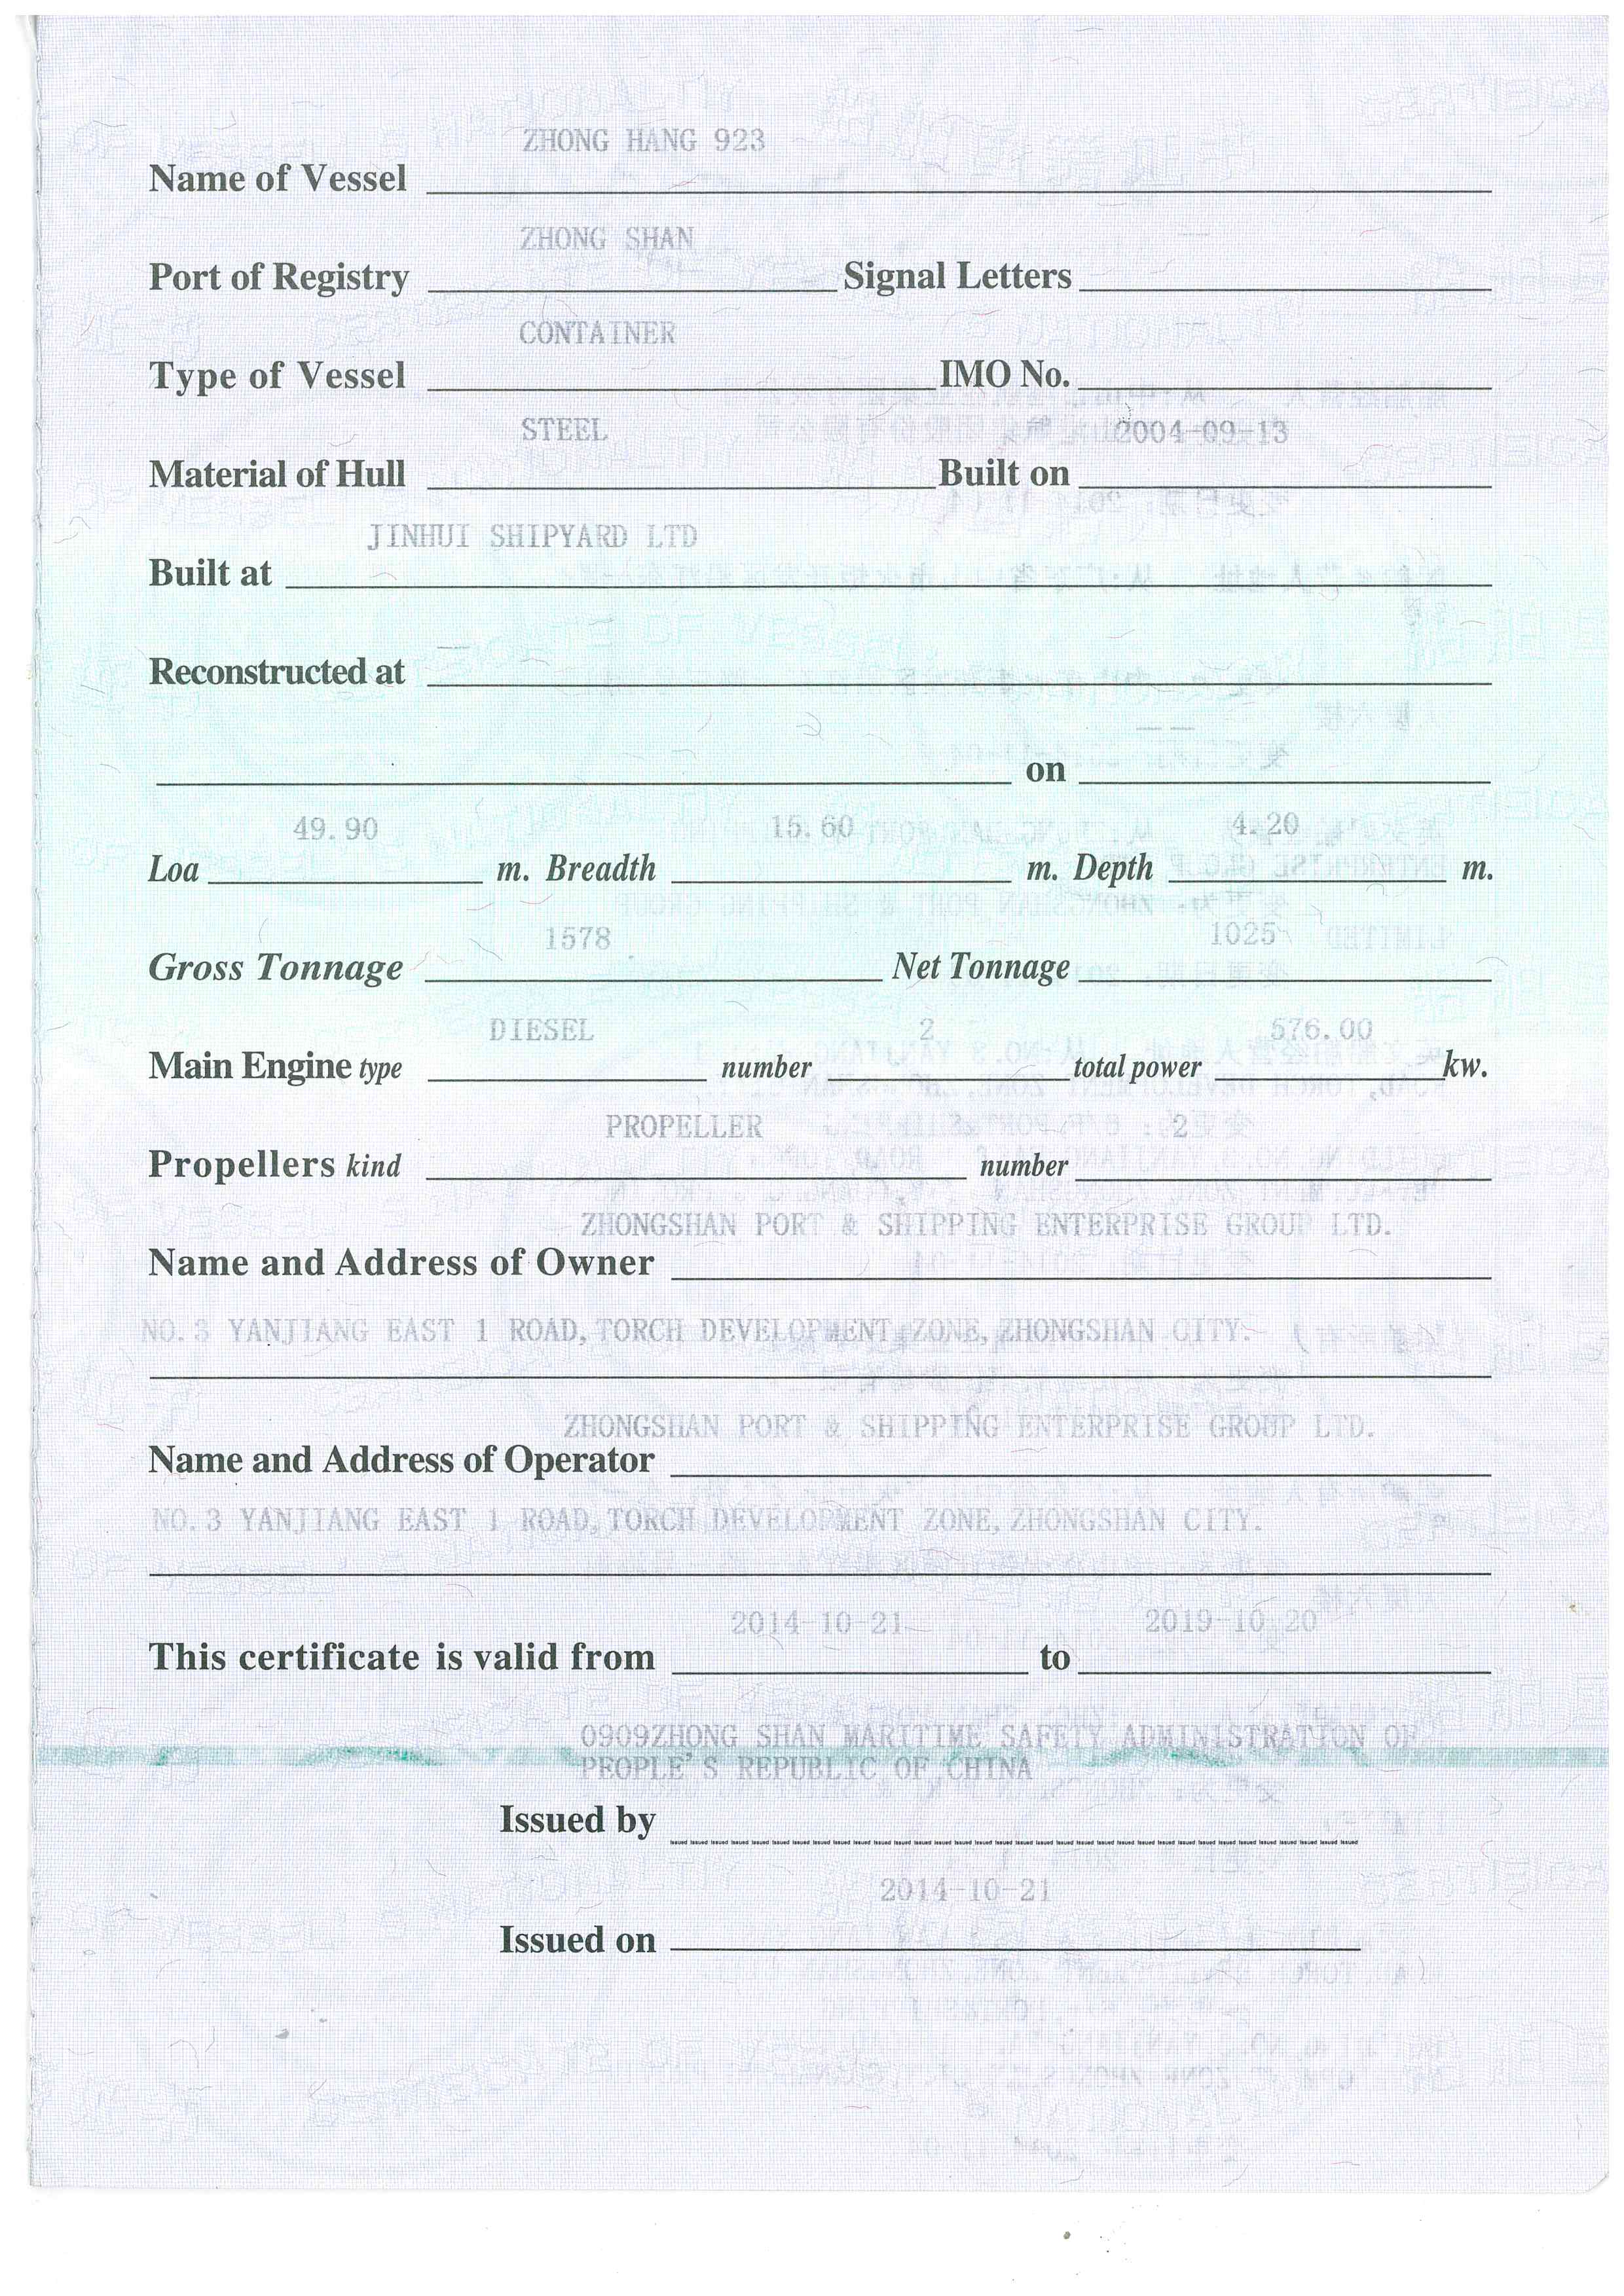 ZHONG HANG 923
Name of Vessel
ZHONG SHAN
Port of Registry Signal Letters
CONTAINER
Type of Vessel IMO No.
STEEL 2004-09-13
Material of Hull Built on
JINHUI SHIPYARD LTD
Built at
Reconstructed at
on
49.90 15.60 4.20
Loa m. Breadth m. Depth m.
1578 1025
Gross Tonnage Net Tonnage
DIESEL 2 576.00
Main Engine type number total power kw.
PROPELLER 2
Propellers kind number
ZHONGSHAN PORT & SHIPPING ENTERPRISE GROUP LTD.
Name and Address of Owner
NO.3 YANJIANG EAST 1 ROAD,TORCH DEVELOPMENT ZONE,ZHONGSHAN CITY.
ZHONGSHAN PORT & SHIPPING ENTERPRISE GROUP LTD.
Name and Address of Operator
NO.3 YANJIANG EAST 1 ROAD,TORCH DEVELOPMENT ZONE,ZHONGSHAN CITY.
2014-10-21 2019-10-20
This certificate is valid from to
0909ZHONG SHAN MARITIME SAFETY ADMINISTRATION OF
PEOPLE'S REPUBLIC OF CHINA
Issued by
2014-10-21
Issued on